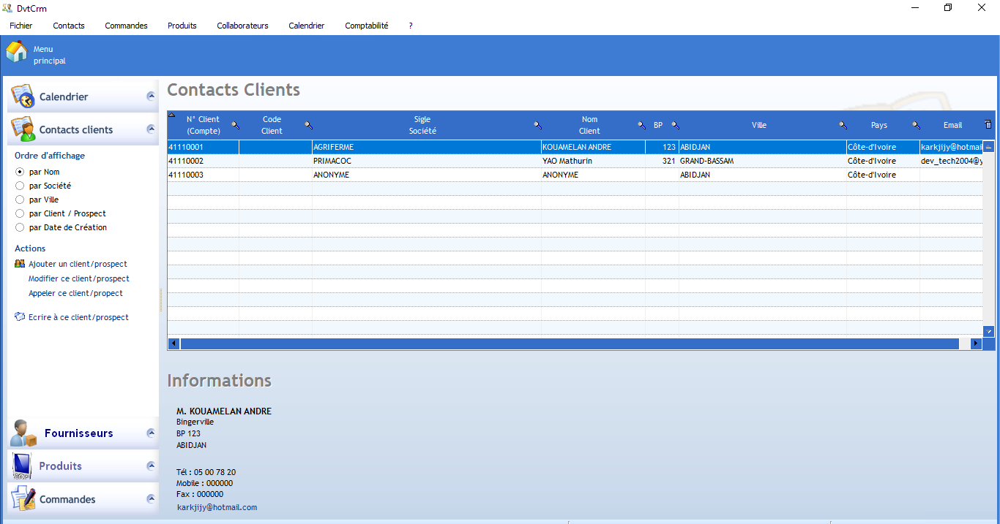 DvtCrm
Fichier Contacts Commandes Produits Collaborateurs Calendrier Comptabilité ?
Menu
principal
Calendrier
Contacts clients
Ordre d'affichage
par Nom
par Société
par Ville
par Client / Prospect
par Date de Création
Actions
Ajouter un client/prospect
Modifier ce client/prospect
Appeler ce client/propect
Ecrire à ce client/prospect
Fournisseurs
Produits
Commandes
Contacts Clients
N° Client (Compte) Code Client Sigle Société Nom Client BP Ville Pays Email
41110001 AGRIFERME KOUAMELAN ANDRE 123 ABIDJAN Côte-d'Ivoire karkjijy@hotmail
41110002 PRIMACOC YAO Mathurin 321 GRAND-BASSAM Côte-d'Ivoire dev_tech2004@y
41110003 ANONYME ANONYME ABIDJAN Côte-d'Ivoire
Informations
M. KOUAMELAN ANDRE
Bingerville
BP 123
ABIDJAN
Tél : 05 00 78 20
Mobile : 000000
Fax : 000000
karkjijy@hotmail.com